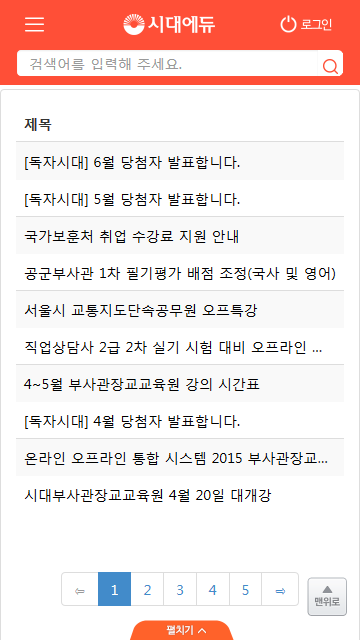 시대에듀
로그인
검색어를 입력해 주세요.
제목
[독자시대] 6월 당첨자 발표합니다.
[독자시대] 5월 당첨자 발표합니다.
국가보훈처 취업 수강료 지원 안내
공군부사관 1차 필기평가 배점 조정(국사 및 영어)
서울시 교통지도단속공무원 오프특강
직업상담사 2급 2차 실기 시험 대비 오프라인 ...
4~5월 부사관장교교육원 강의 시간표
[독자시대] 4월 당첨자 발표합니다.
온라인 오프라인 통합 시스템 2015 부사관장교...
시대부사관장교교육원 4월 20일 대개강
⇦ 1 2 3 4 5 ⇨
맨위로
펼치기